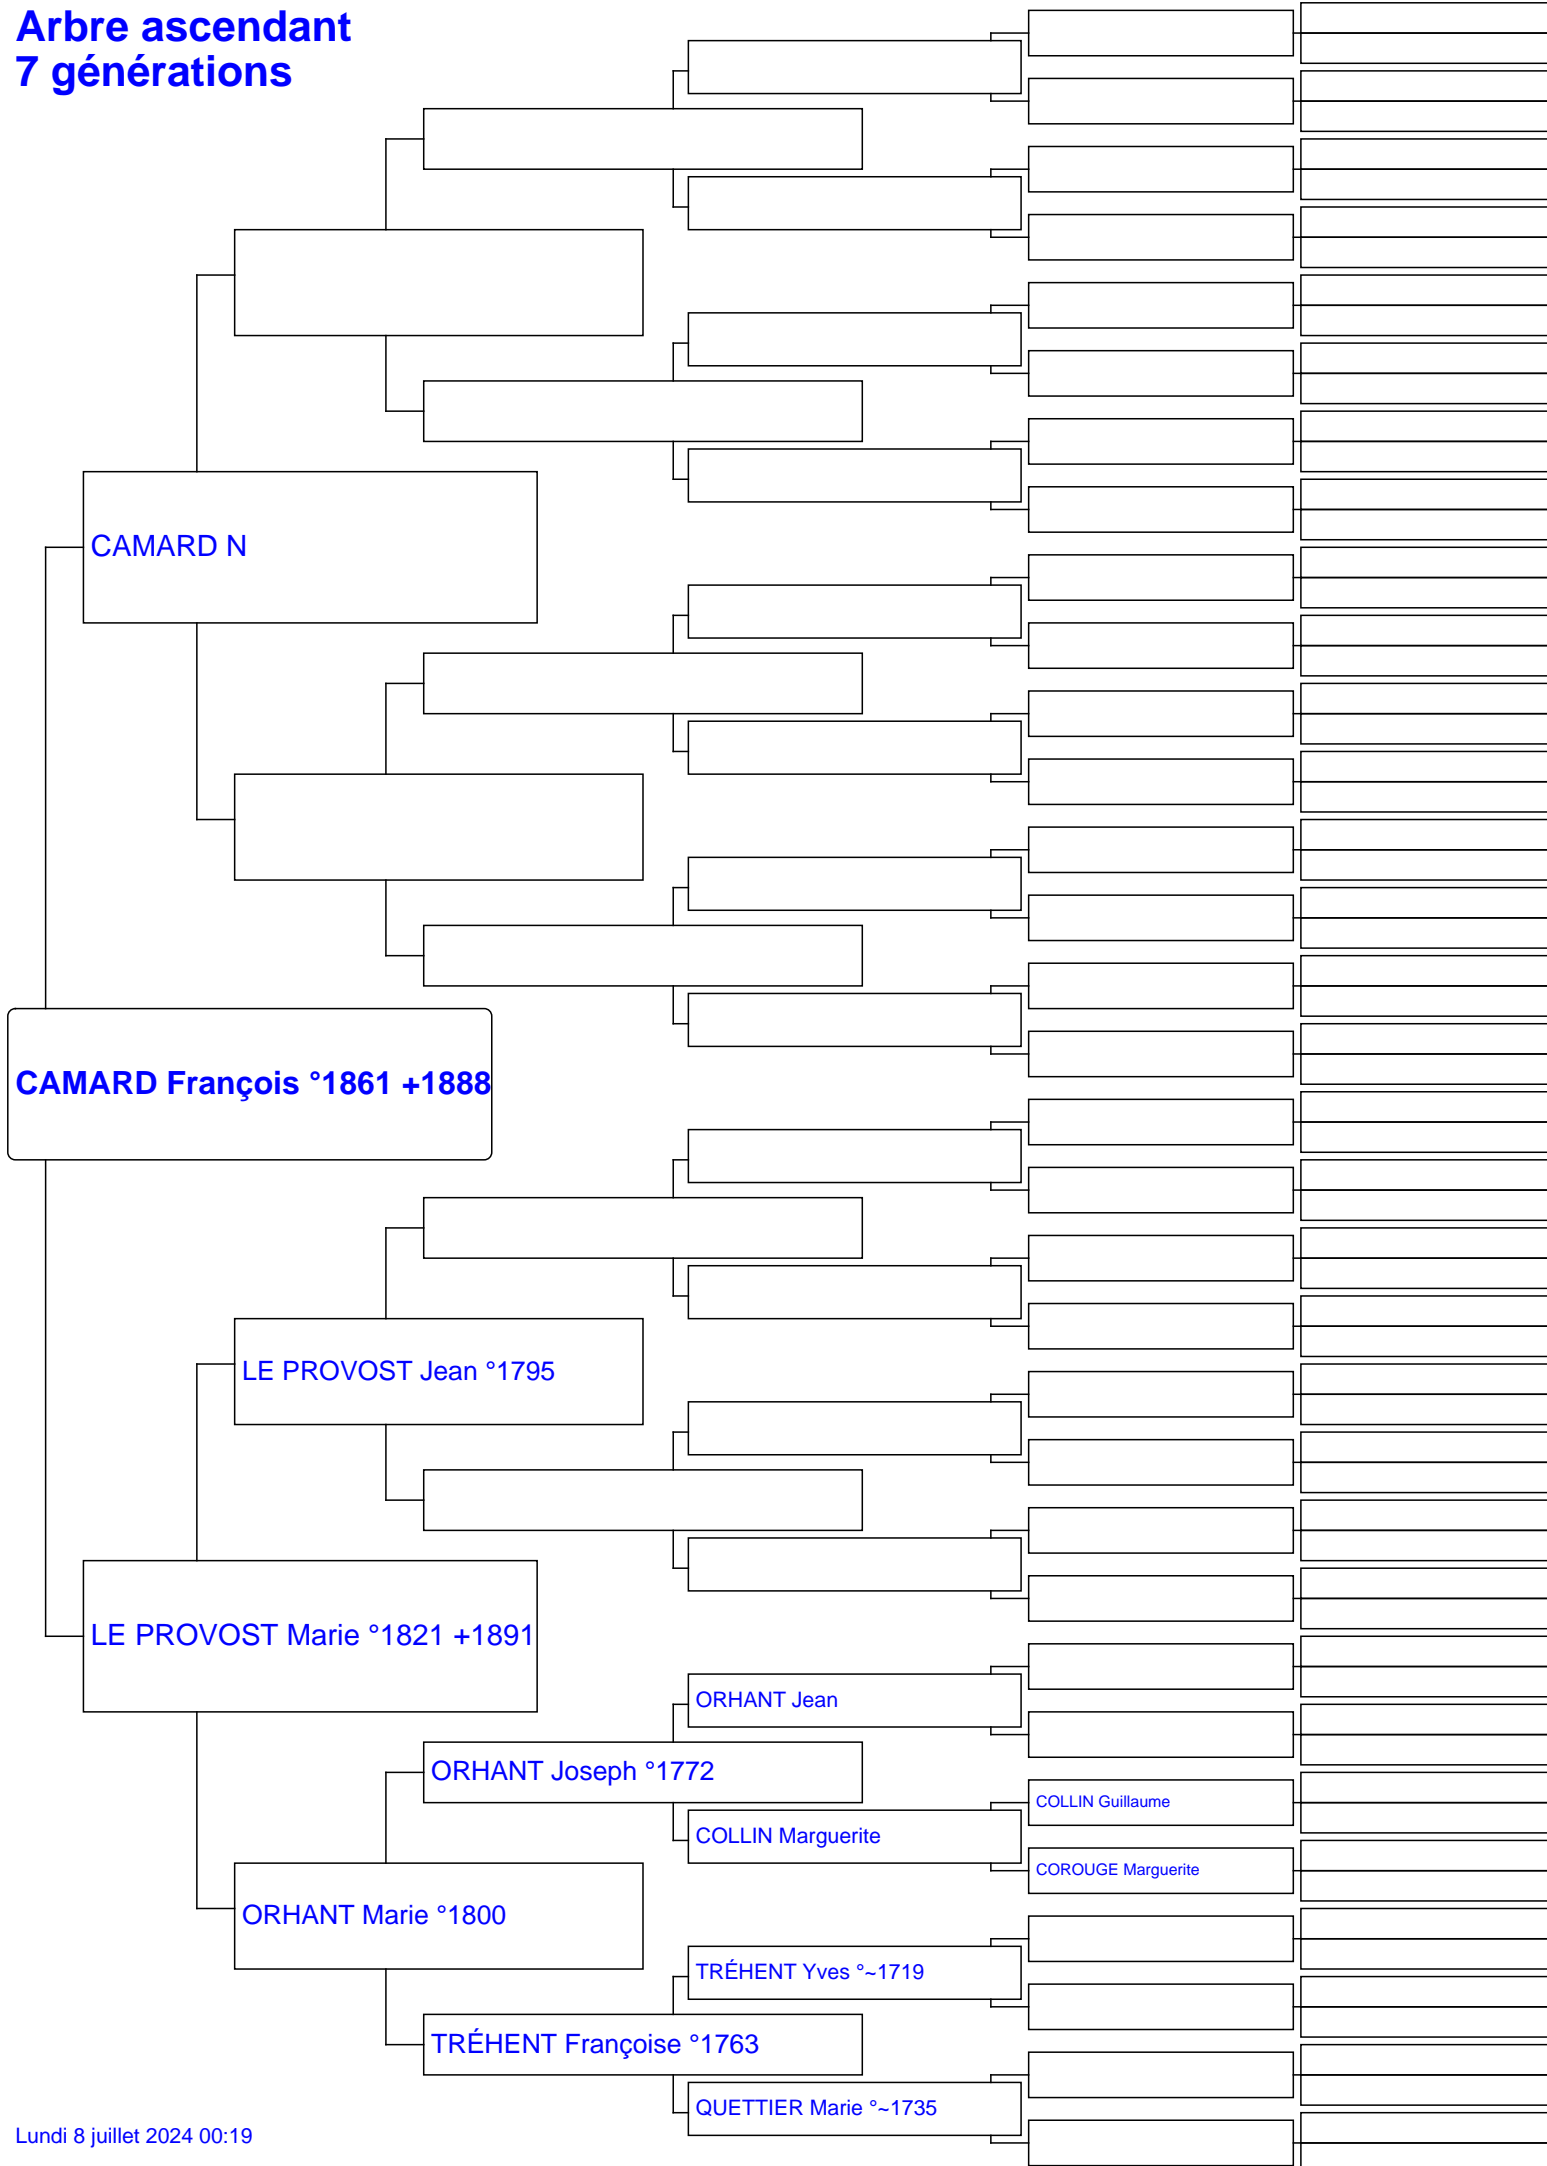 Arbre ascendant
7 générations
CAMARD N
CAMARD François °1861 +1888
LE PROVOST Jean °1795
LE PROVOST Marie °1821 +1891
ORHANT Jean
ORHANT Joseph °1772
COLLIN Guillaume
COLLIN Marguerite
COROUGE Marguerite
ORHANT Marie °1800
TRÉHENT Yves °~1719
TRÉHENT Françoise °1763
QUETTIER Marie °~1735
Lundi 8 juillet 2024 00:19